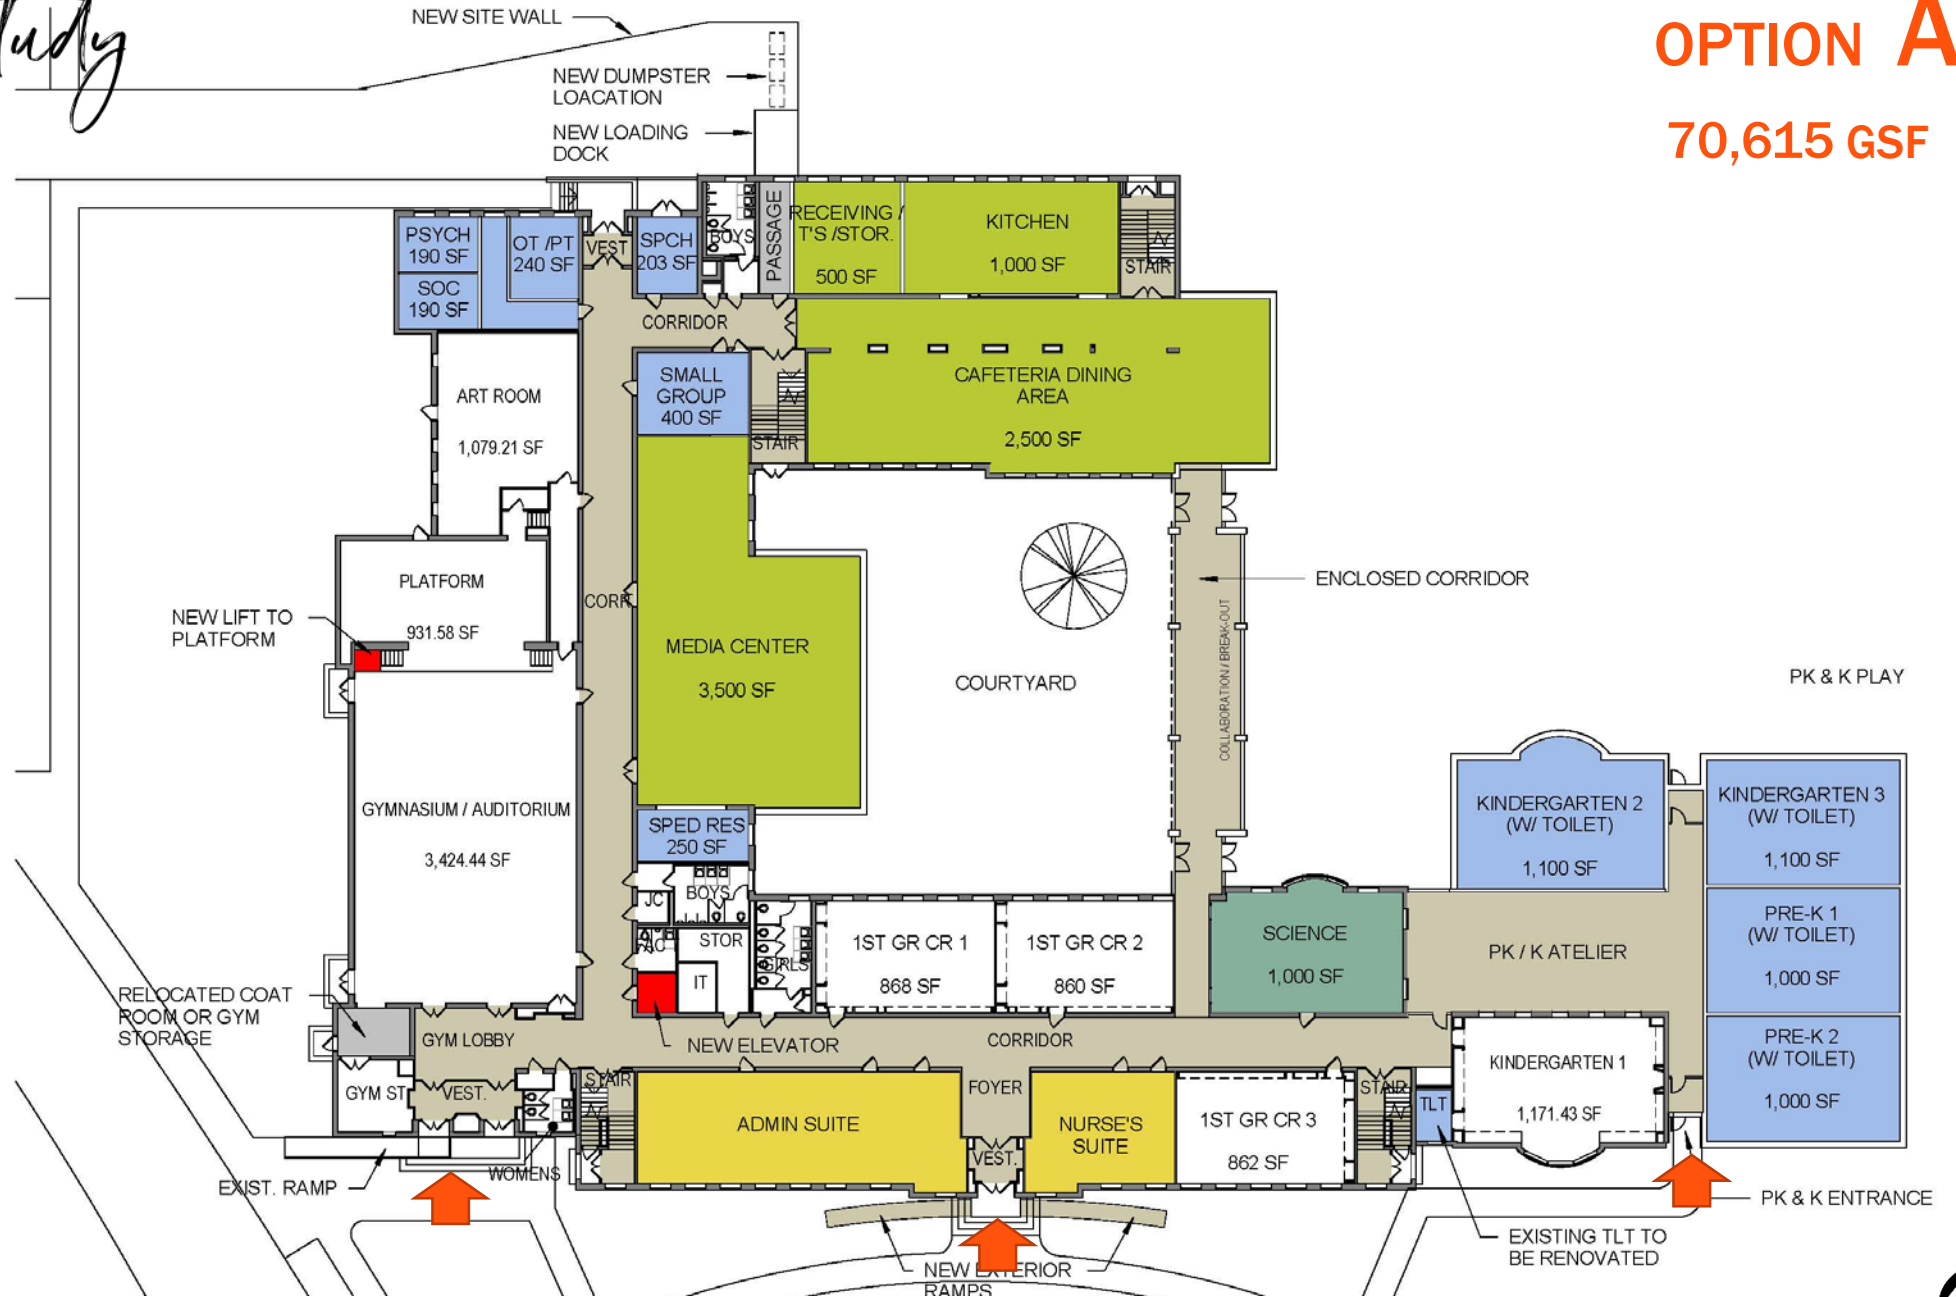 tudy
NEW SITE WALL
OPTION A
70,615 GSF
NEW DUMPSTER
LOACATION
NEW LOADING
DOCK
PSYCH
190 SF
SOC
190 SF
OT /PT
240 SF
VEST
SPCH
203 SF
BOYS
PASSAGE
RECEIVING /
T'S /STOR.
500 SF
KITCHEN
1,000 SF
STAIR
CORRIDOR
ART ROOM
1,079.21 SF
SMALL
GROUP
400 SF
STAIR
CAFETERIA DINING
AREA
2,500 SF
PLATFORM
931.58 SF
NEW LIFT TO
PLATFORM
CORR.
MEDIA CENTER
3,500 SF
COURTYARD
COLLABORATION / BREAK-OUT
ENCLOSED CORRIDOR
PK & K PLAY
GYMNASIUM / AUDITORIUM
3,424.44 SF
SPED RES
250 SF
JC
BOYS
STOR
IT
GIRLS
1ST GR CR 1
868 SF
1ST GR CR 2
860 SF
SCIENCE
1,000 SF
PK / K ATELIER
KINDERGARTEN 2
(W/ TOILET)
1,100 SF
KINDERGARTEN 3
(W/ TOILET)
1,100 SF
PRE-K 1
(W/ TOILET)
1,000 SF
PRE-K 2
(W/ TOILET)
1,000 SF
RELOCATED COAT
ROOM OR GYM
STORAGE
GYM LOBBY
NEW ELEVATOR
CORRIDOR
GYM ST
VEST.
STAIR
ADMIN SUITE
FOYER
VEST.
NURSE'S
SUITE
1ST GR CR 3
862 SF
STAIR
TLT
KINDERGARTEN 1
1,171.43 SF
WOMENS
EXIST. RAMP
NEW EXTERIOR
RAMPS
EXISTING TLT TO
BE RENOVATED
PK & K ENTRANCE